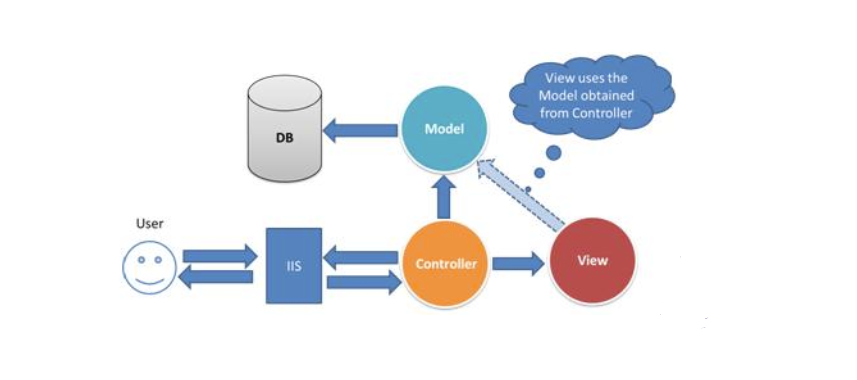 View uses the
Model obtained
from Controller
Model
DB
User
IIS
Controller
View